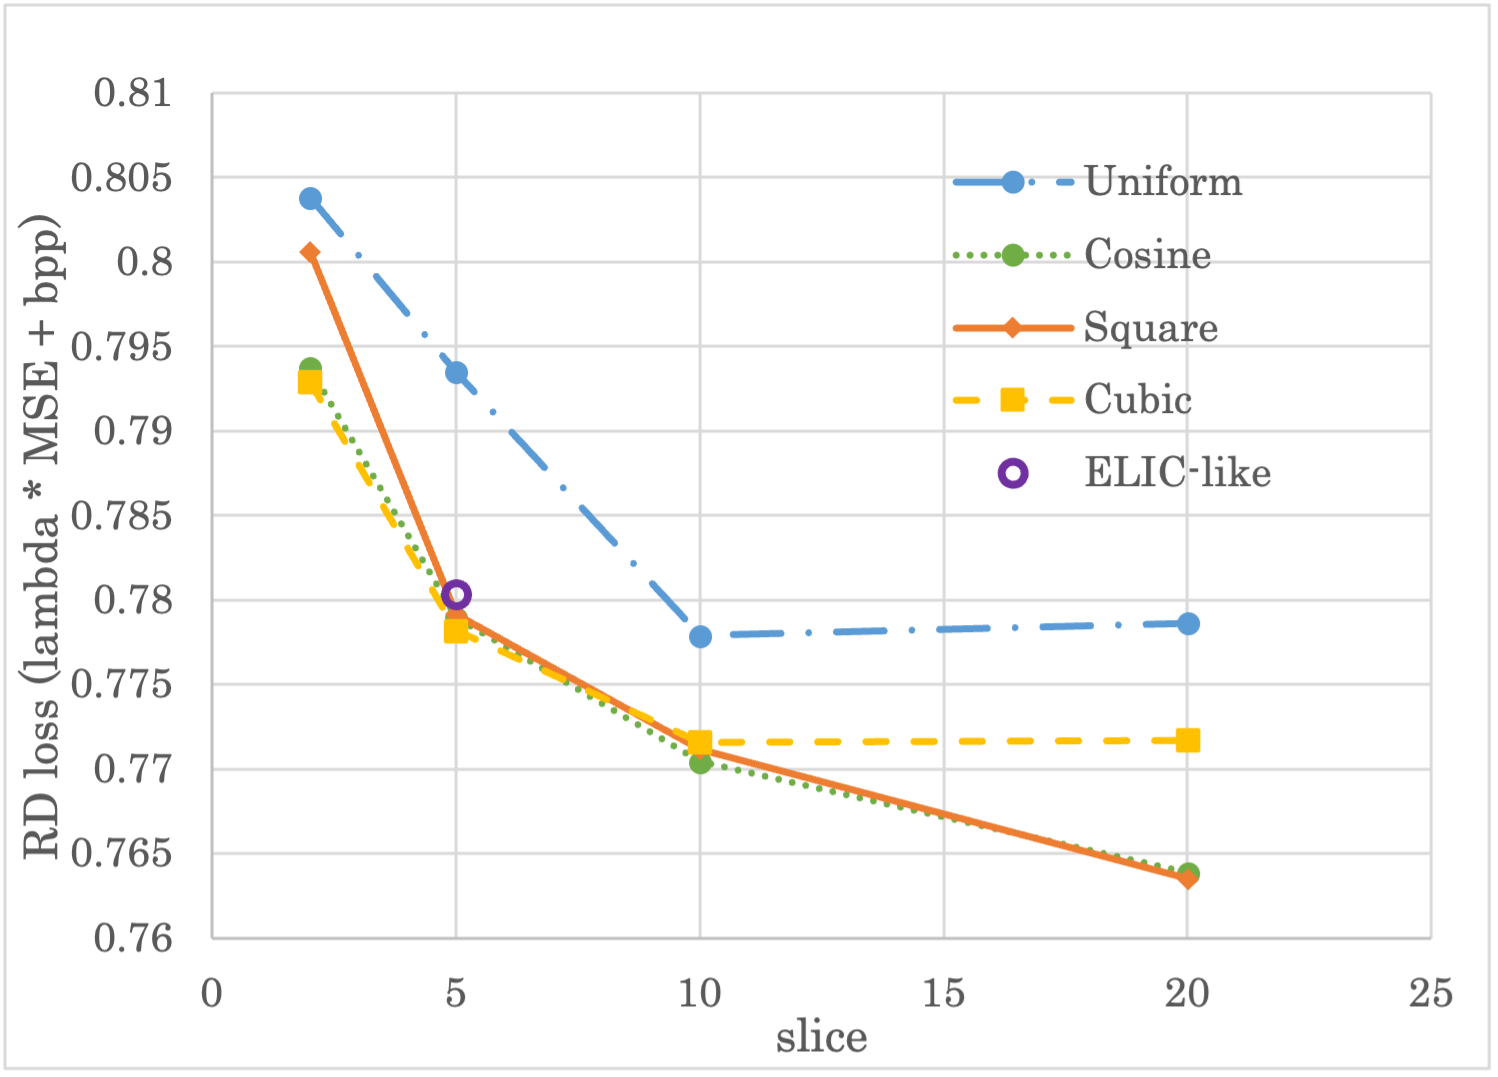 0.81
0.805
0.8
0.795
0.79
0.785
0.78
0.775
0.77
0.765
0.76
RD loss (lambda * MSE + bpp)
Uniform
Cosine
Square
Cubic
ELIC-like
0 5 10 15 20 25
slice